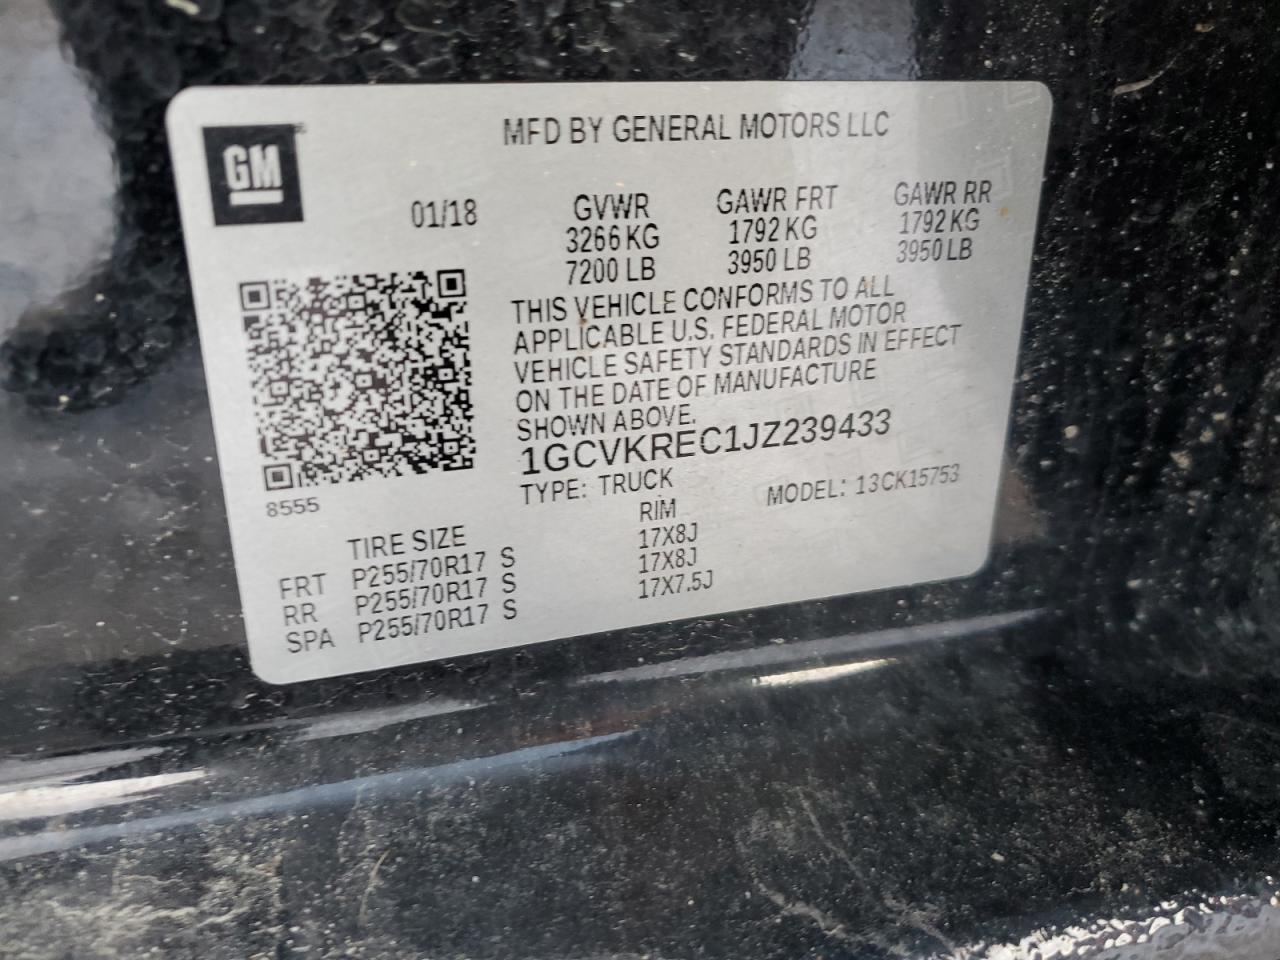 GM
MFD BY GENERAL MOTORS LLC
01/18 GVWR GAWR FRT GAWR RR
3266 KG 1792 KG 1792 KG
7200 LB 3950 LB 3950 LB
THIS VEHICLE CONFORMS TO ALL
APPLICABLE U.S. FEDERAL MOTOR
VEHICLE SAFETY STANDARDS IN EFFECT
ON THE DATE OF MANUFACTURE
SHOWN ABOVE.
1GCVKREC1JZ239433
8555
TYPE: TRUCK MODEL: 13CK15753
TIRE SIZE RIM
FRT P255/70R17 S 17X8J
RR P255/70R17 S 17X8J
SPA P255/70R17 S 17X7.5J